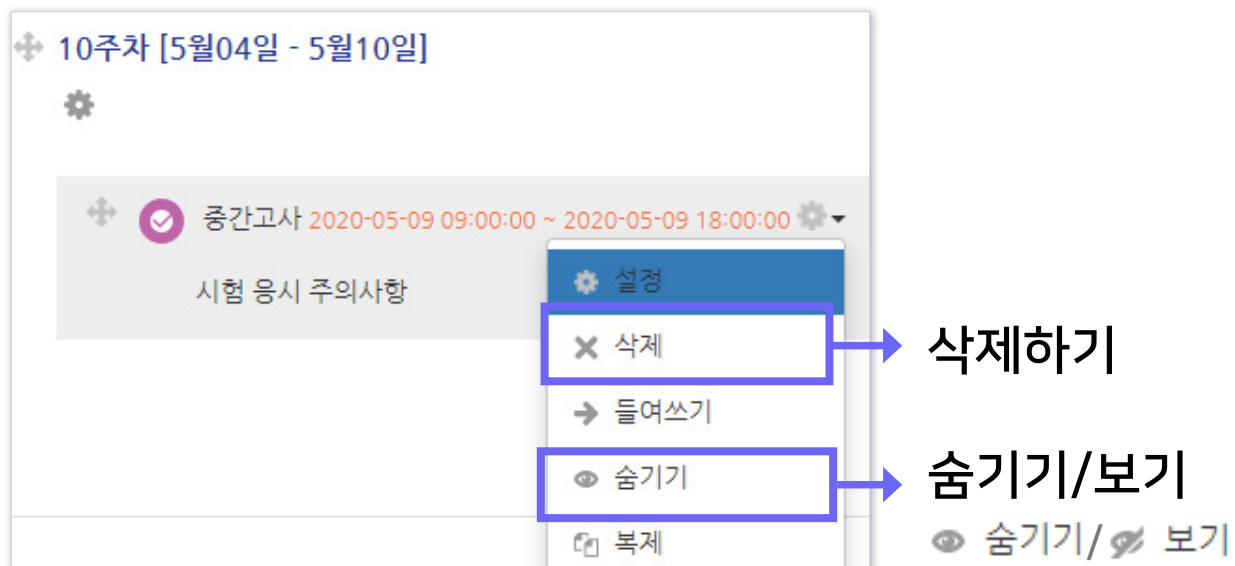 10주차 [5월04일 - 5월10일]
중간고사 2020-05-09 09:00:00 ~ 2020-05-09 18:00:00
시험 응시 주의사항
설정
삭제
들여쓰기
숨기기
복제
삭제하기
숨기기/보기
숨기기/ 보기